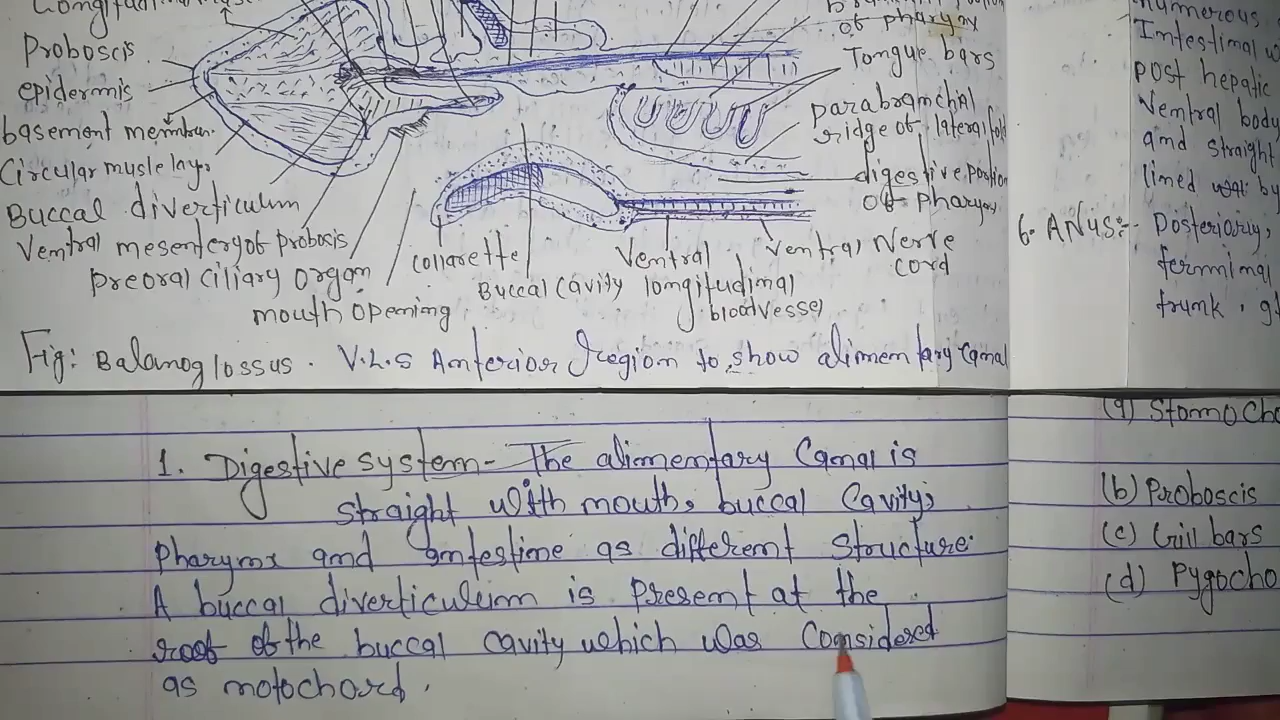 Proboscis
epidermis
basement membran.
Circular musle lay,
Buccal diverticulum
Ventral mesentery of probosis
preoral ciliary organ
mouth opening
collarette
Buccal cavity
Ventral
longitudinal
bloodvessel
Ventral Nerve
cord
of pharynx
Tongue bars
parabranchial
ridge of lateral fold
digestive portion
of pharynx
Fig: Balanoglossus. V.L.S Anterior region to show alimentary canal
1. Digestive system- The alimentary Canal is
straight with mouth, buccal Cavity,
pharynx and intestine as different structure.
A buccal diverticulum is present at the
roof of the buccal cavity which was Considered
as notochord.
numerous
Intestinal
post hepatic
Ventral body
and straight
lined
6. Anus:-
Posteriorly,
terminal
trunk,
(a) Stomocho
(b) Proboscis
(c) Gill bars
(d) Pygocho